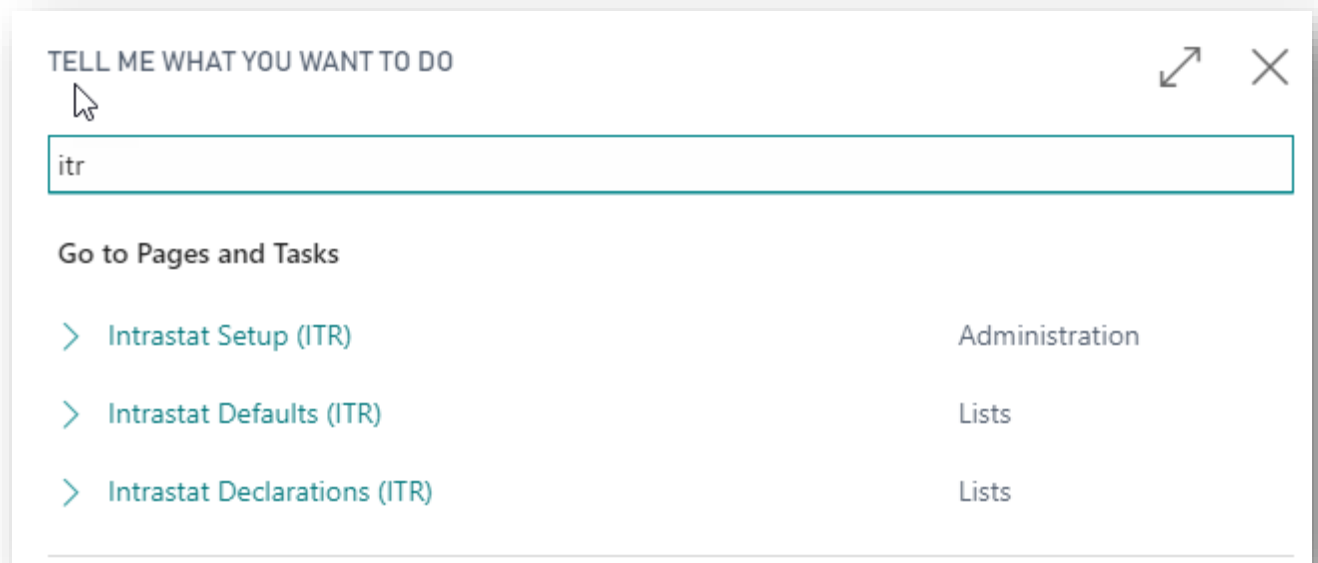 TELL ME WHAT YOU WANT TO DO
itr
Go to Pages and Tasks
Intrastat Setup (ITR) Administration
Intrastat Defaults (ITR) Lists
Intrastat Declarations (ITR) Lists